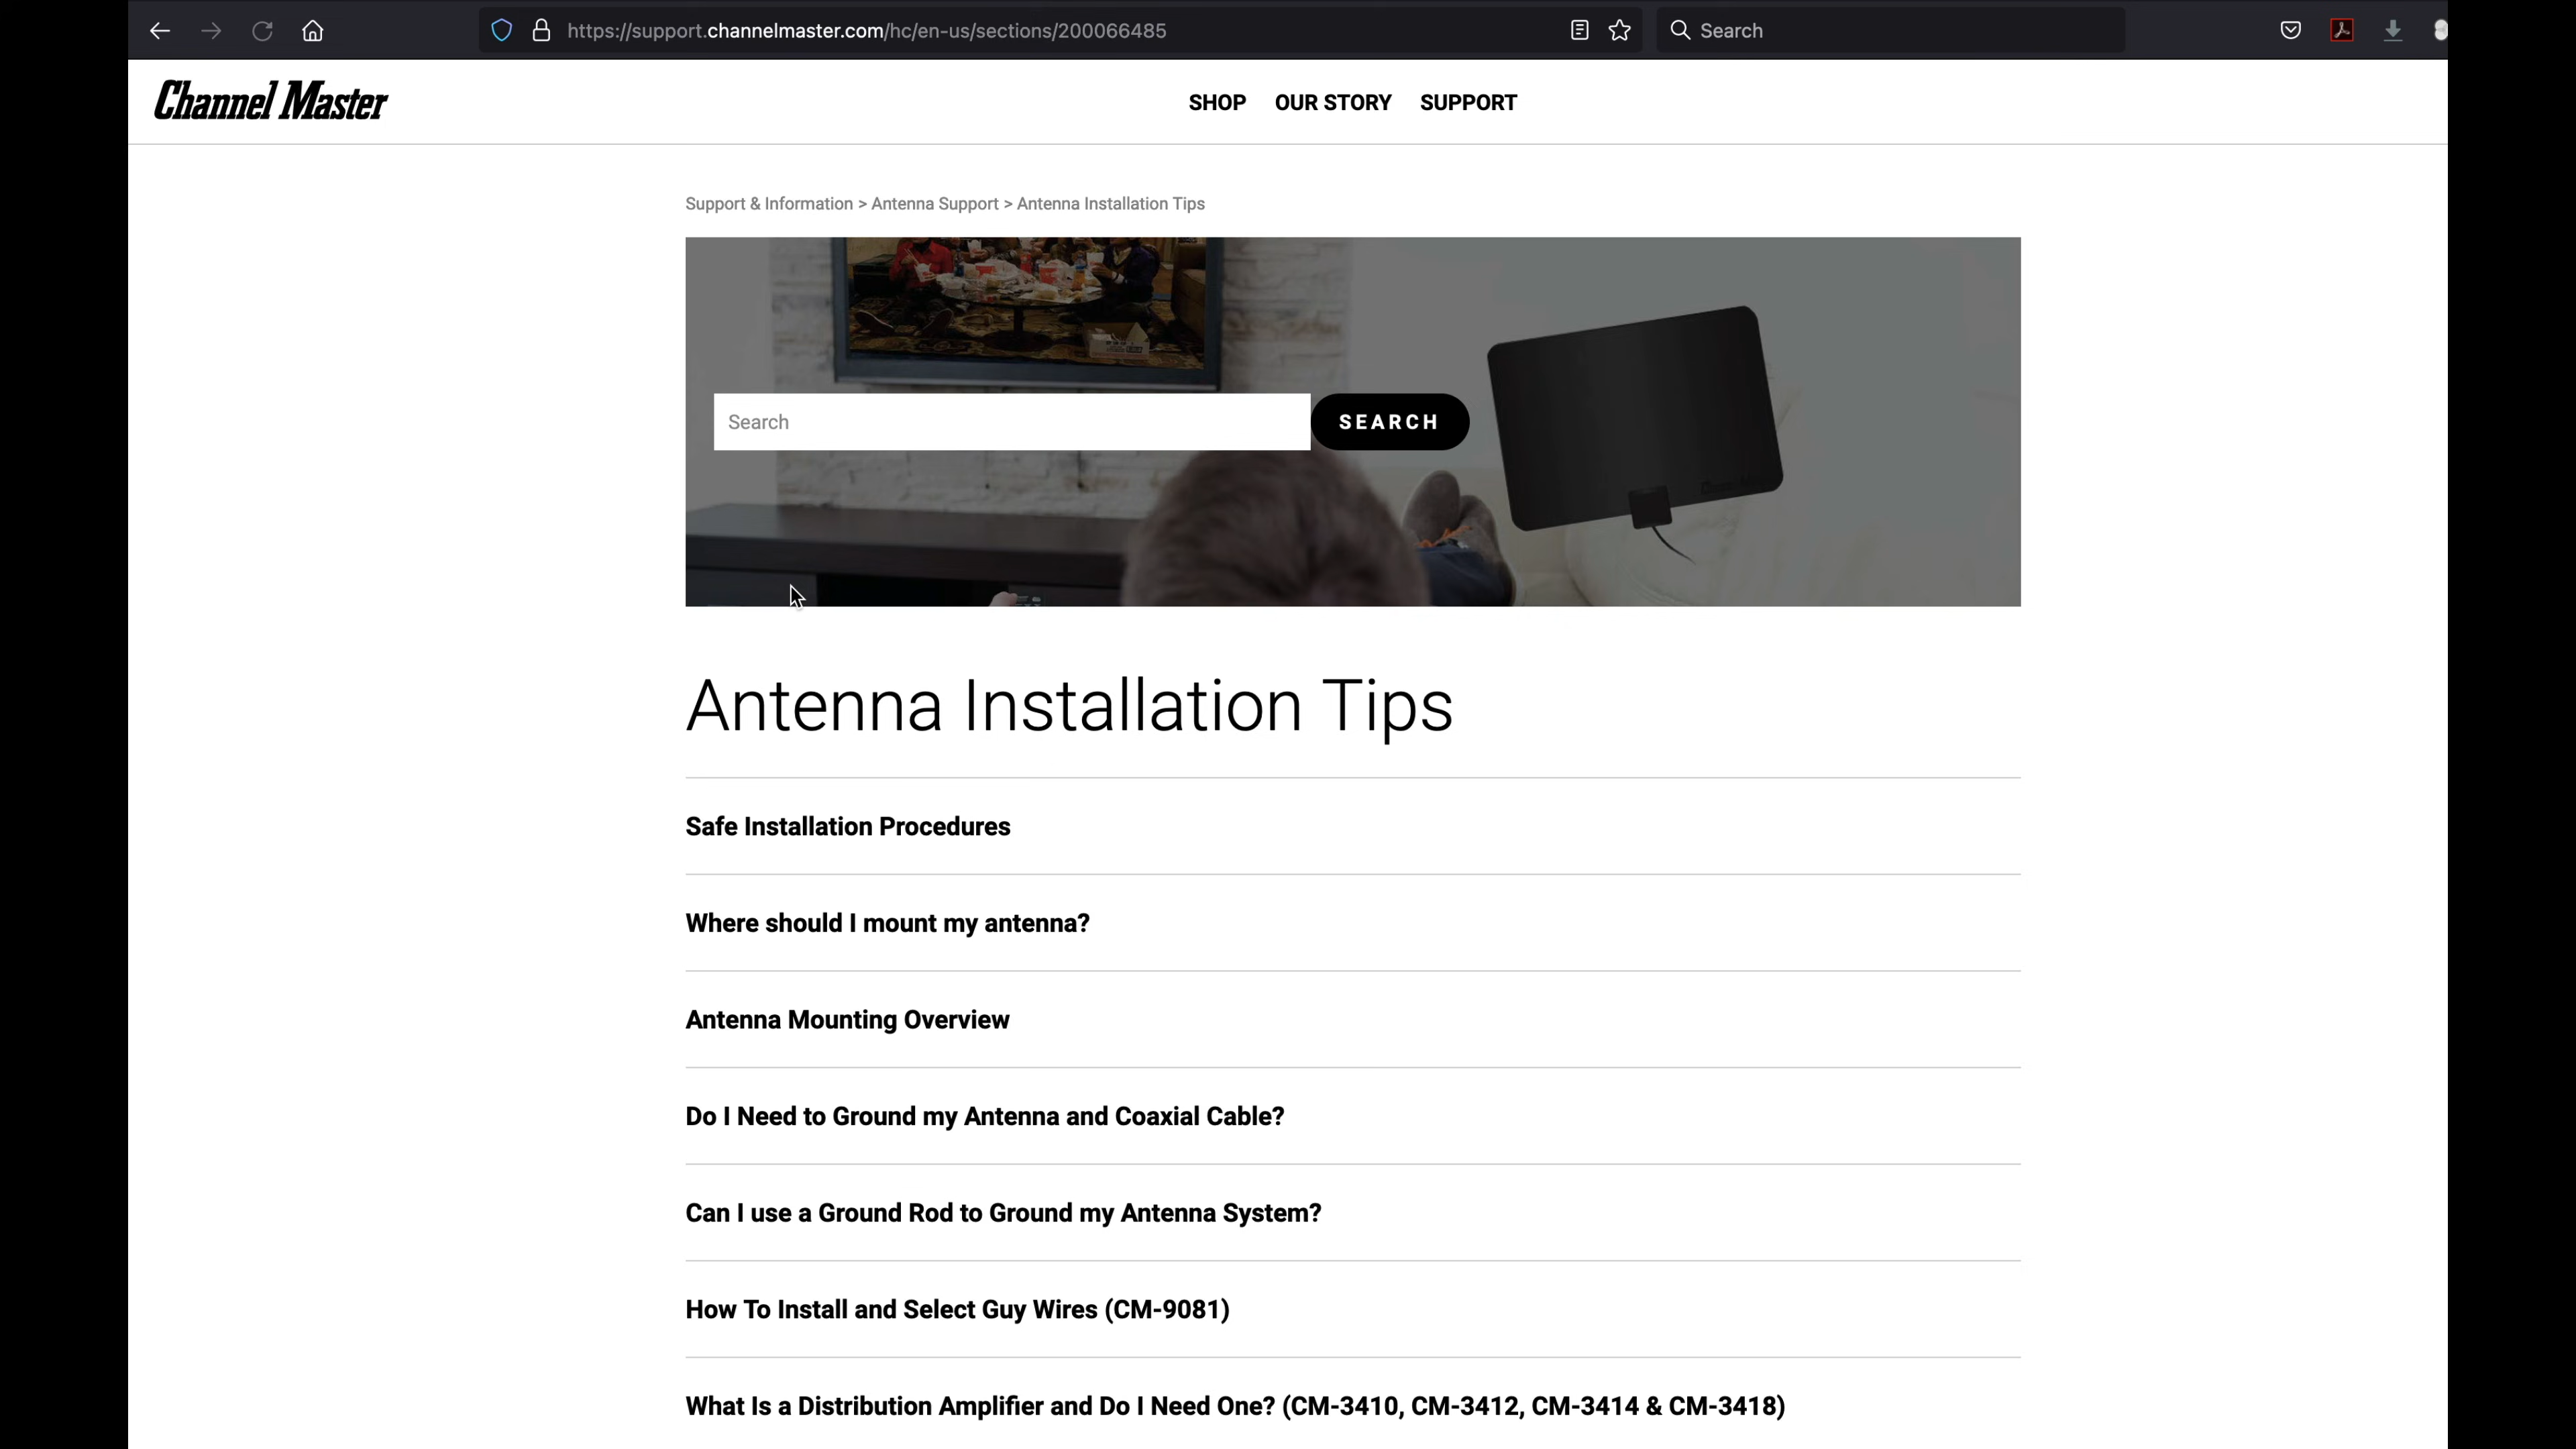 https://support.channelmaster.com/hc/en-us/sections/200066485
Search
Channel Master
SHOP
OUR STORY
SUPPORT
Support & Information > Antenna Support > Antenna Installation Tips
Search
SEARCH
Antenna Installation Tips
Safe Installation Procedures
Where should I mount my antenna?
Antenna Mounting Overview
Do I Need to Ground my Antenna and Coaxial Cable?
Can I use a Ground Rod to Ground my Antenna System?
How To Install and Select Guy Wires (CM-9081)
What Is a Distribution Amplifier and Do I Need One? (CM-3410, CM-3412, CM-3414 & CM-3418)